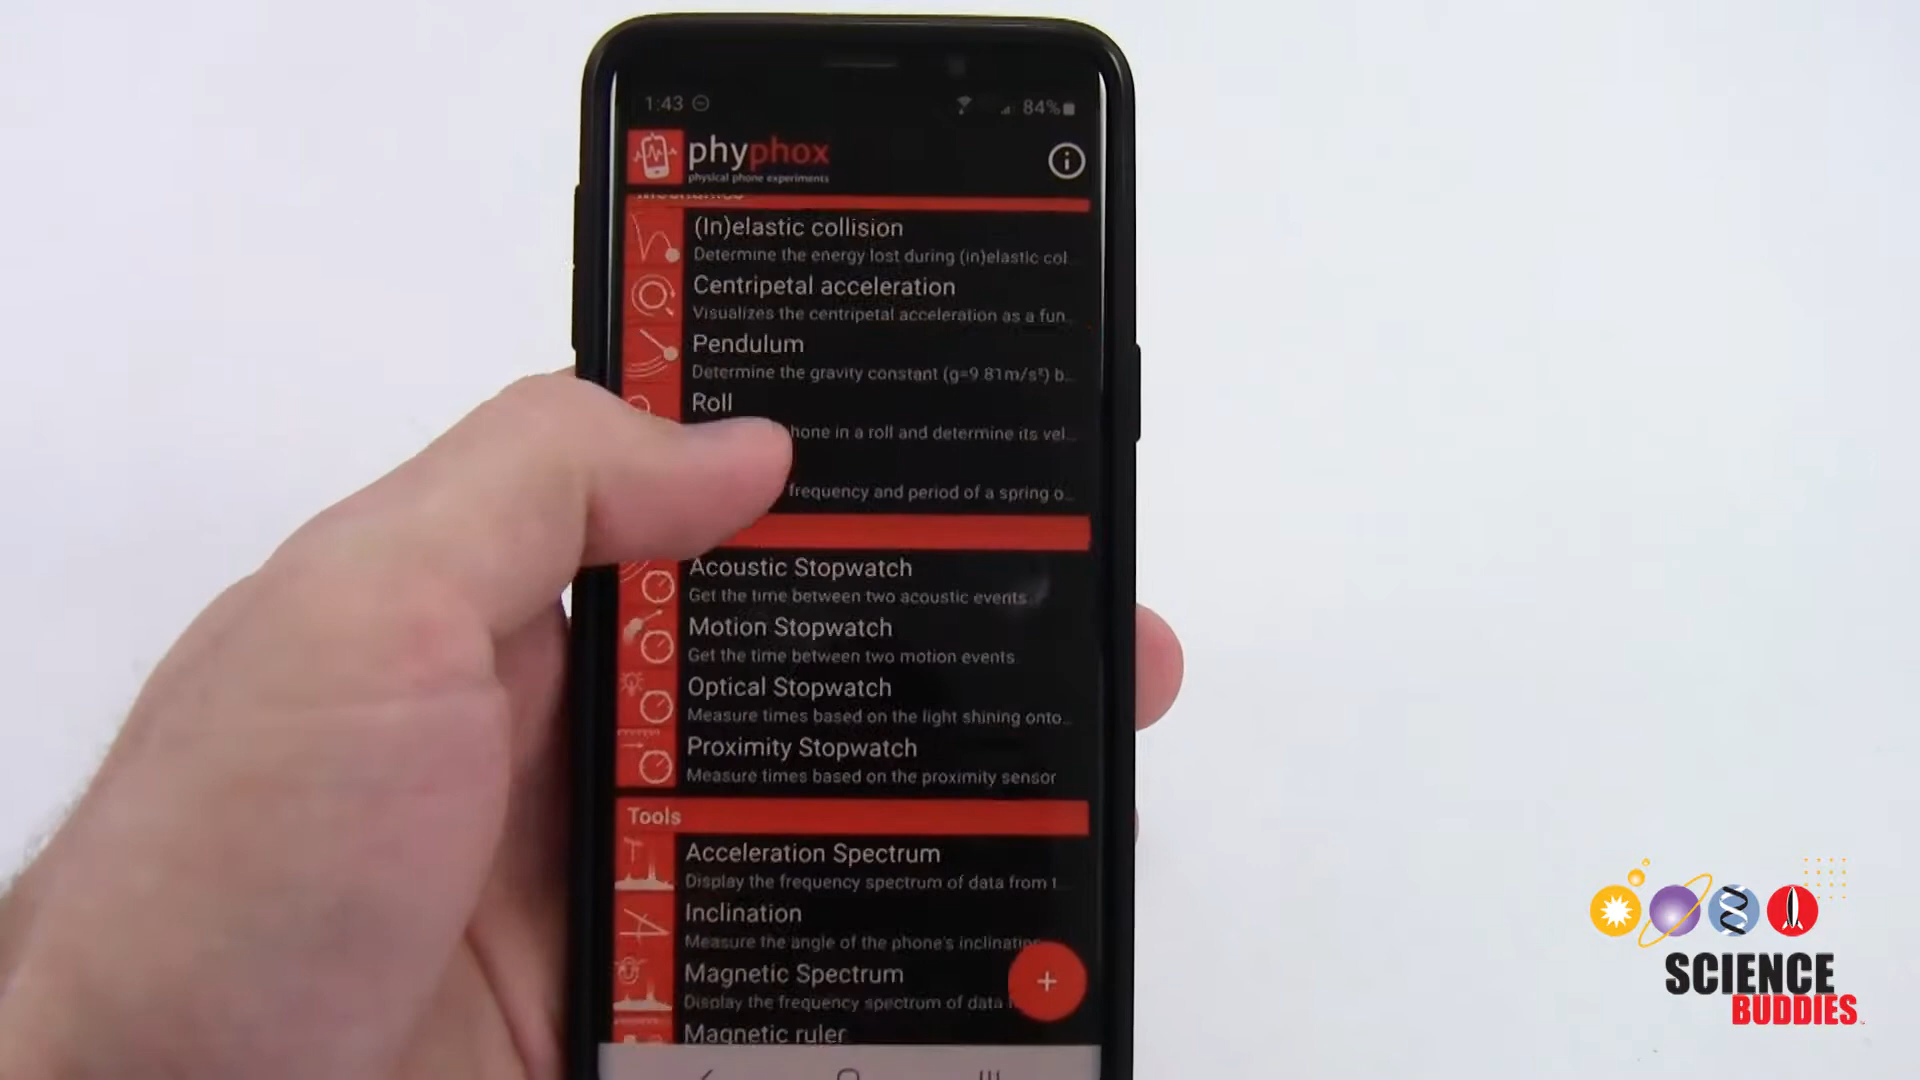 1:43
84%
phyphox
physical phone experiments
Mechanics
(In)elastic collision
Determine the energy lost during (in)elastic col...
Centripetal acceleration
Visualizes the centripetal acceleration as a fun...
Pendulum
Determine the gravity constant (g=9.81m/s²) b...
Roll
hone in a roll and determine its vel...
frequency and period of a spring o...
Acoustic Stopwatch
Get the time between two acoustic events.
Motion Stopwatch
Get the time between two motion events.
Optical Stopwatch
Measure times based on the light shining onto...
Proximity Stopwatch
Measure times based on the proximity sensor
Tools
Acceleration Spectrum
Display the frequency spectrum of data from t...
Inclination
Measure the angle of the phone's inclination
Magnetic Spectrum
Display the frequency spectrum of data
+
Magnetic ruler
SCIENCE
BUDDIES